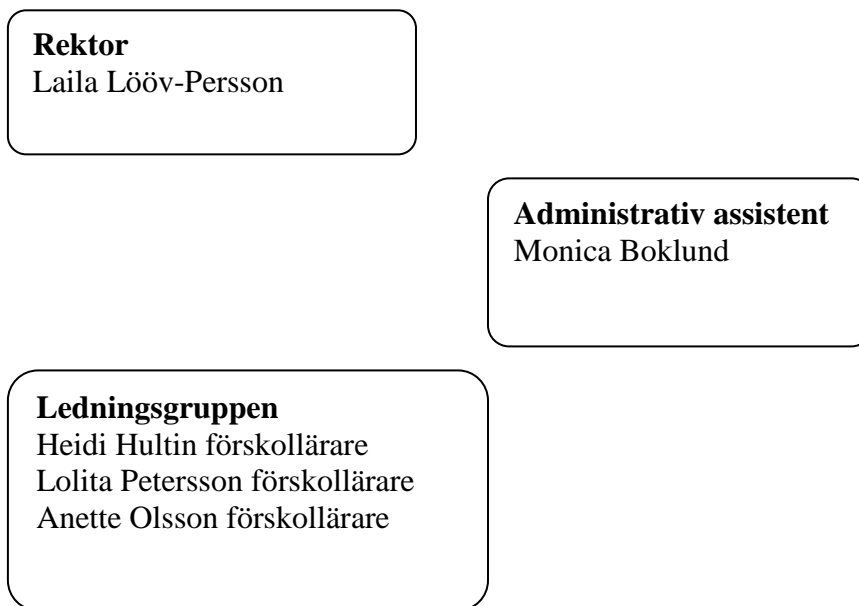 Rektor
Laila Lööv-Persson
Administrativ assistent
Monica Boklund
Ledningsgruppen
Heidi Hultin förskollärare
Lolita Petersson förskollärare
Anette Olsson förskollärare